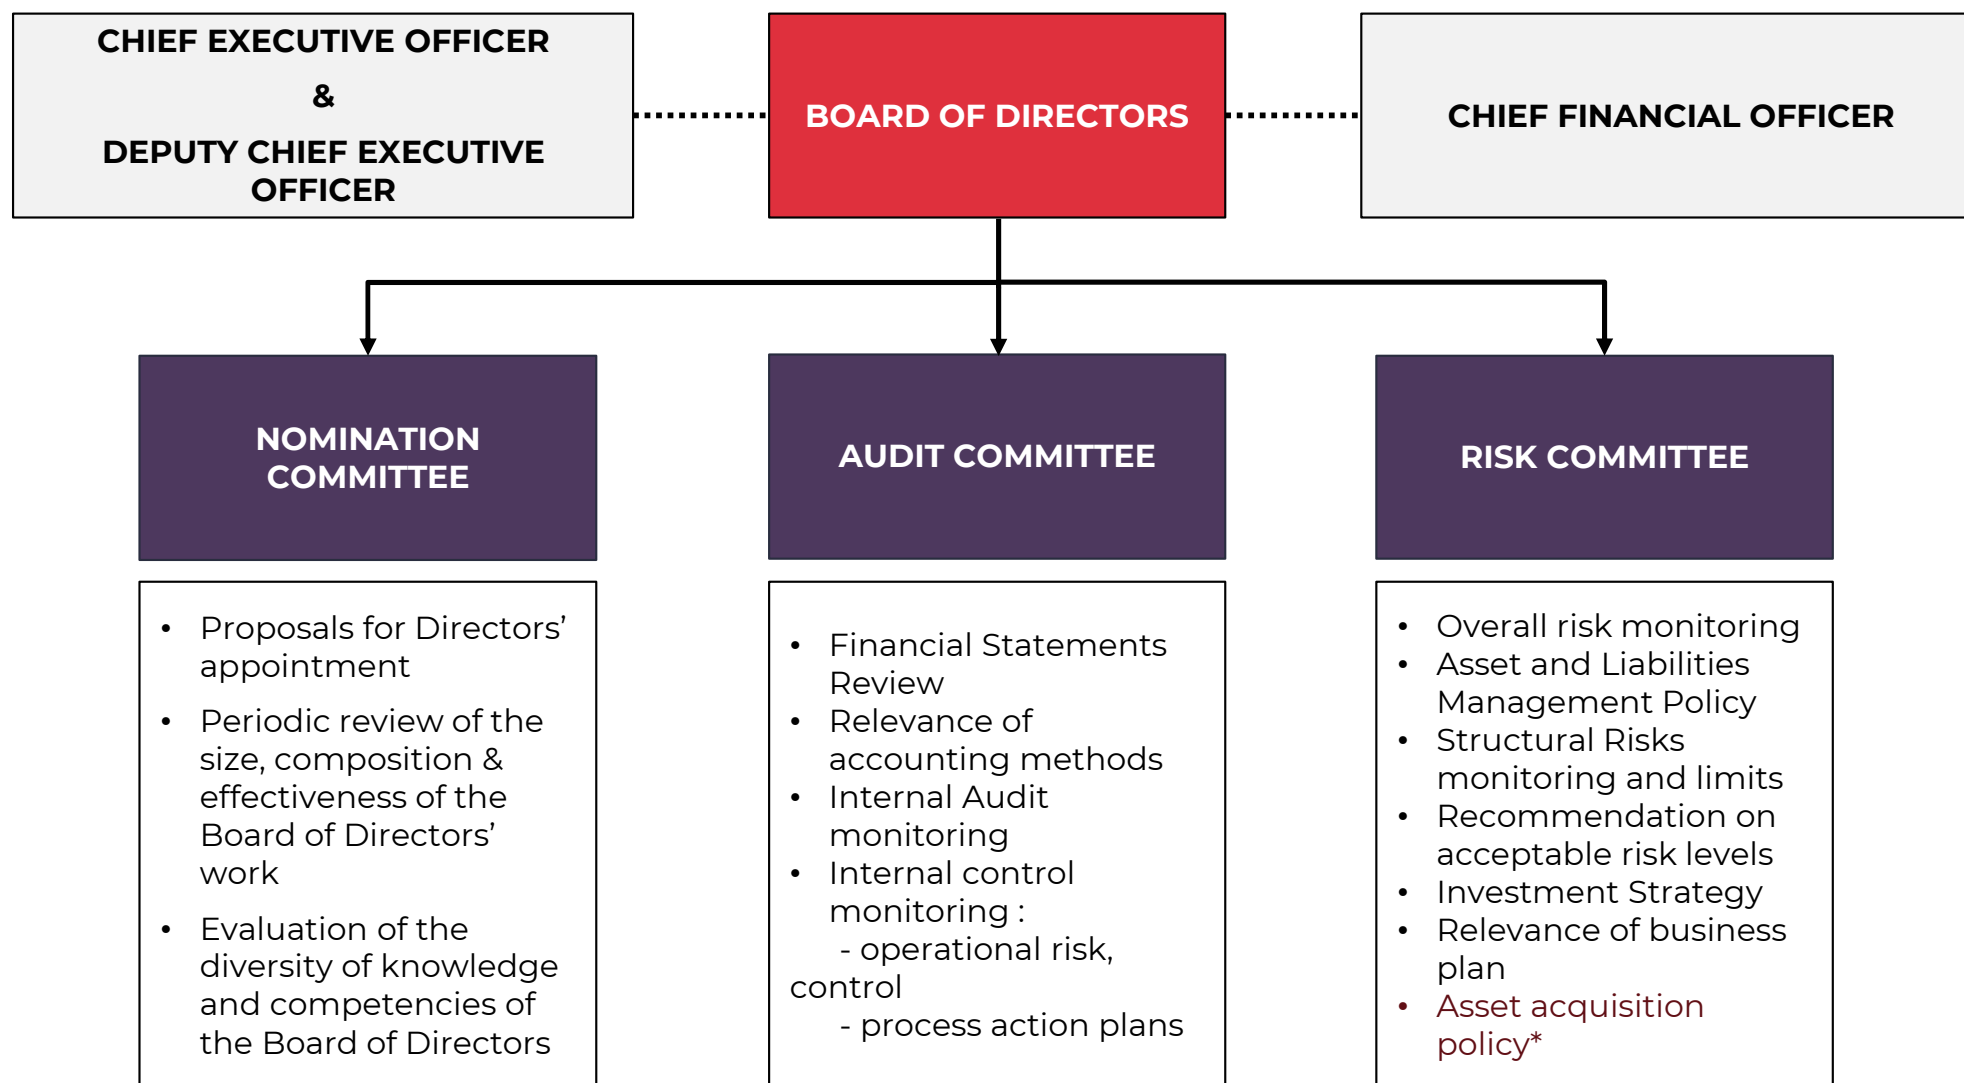 CHIEF EXECUTIVE OFFICER
&
DEPUTY CHIEF EXECUTIVE
OFFICER
BOARD OF DIRECTORS
CHIEF FINANCIAL OFFICER
NOMINATION
COMMITTEE
AUDIT COMMITTEE
RISK COMMITTEE
• Proposals for Directors’
appointment
• Periodic review of the
size, composition &
effectiveness of the
Board of Directors’
work
• Evaluation of the
diversity of knowledge
and competencies of
the Board of Directors
• Financial Statements
Review
• Relevance of
accounting methods
• Internal Audit
monitoring
• Internal control
monitoring :
- operational risk,
control
- process action plans
• Overall risk monitoring
• Asset and Liabilities
Management Policy
• Structural Risks
monitoring and limits
• Recommendation on
acceptable risk levels
• Investment Strategy
• Relevance of business
plan
• Asset acquisition
policy*